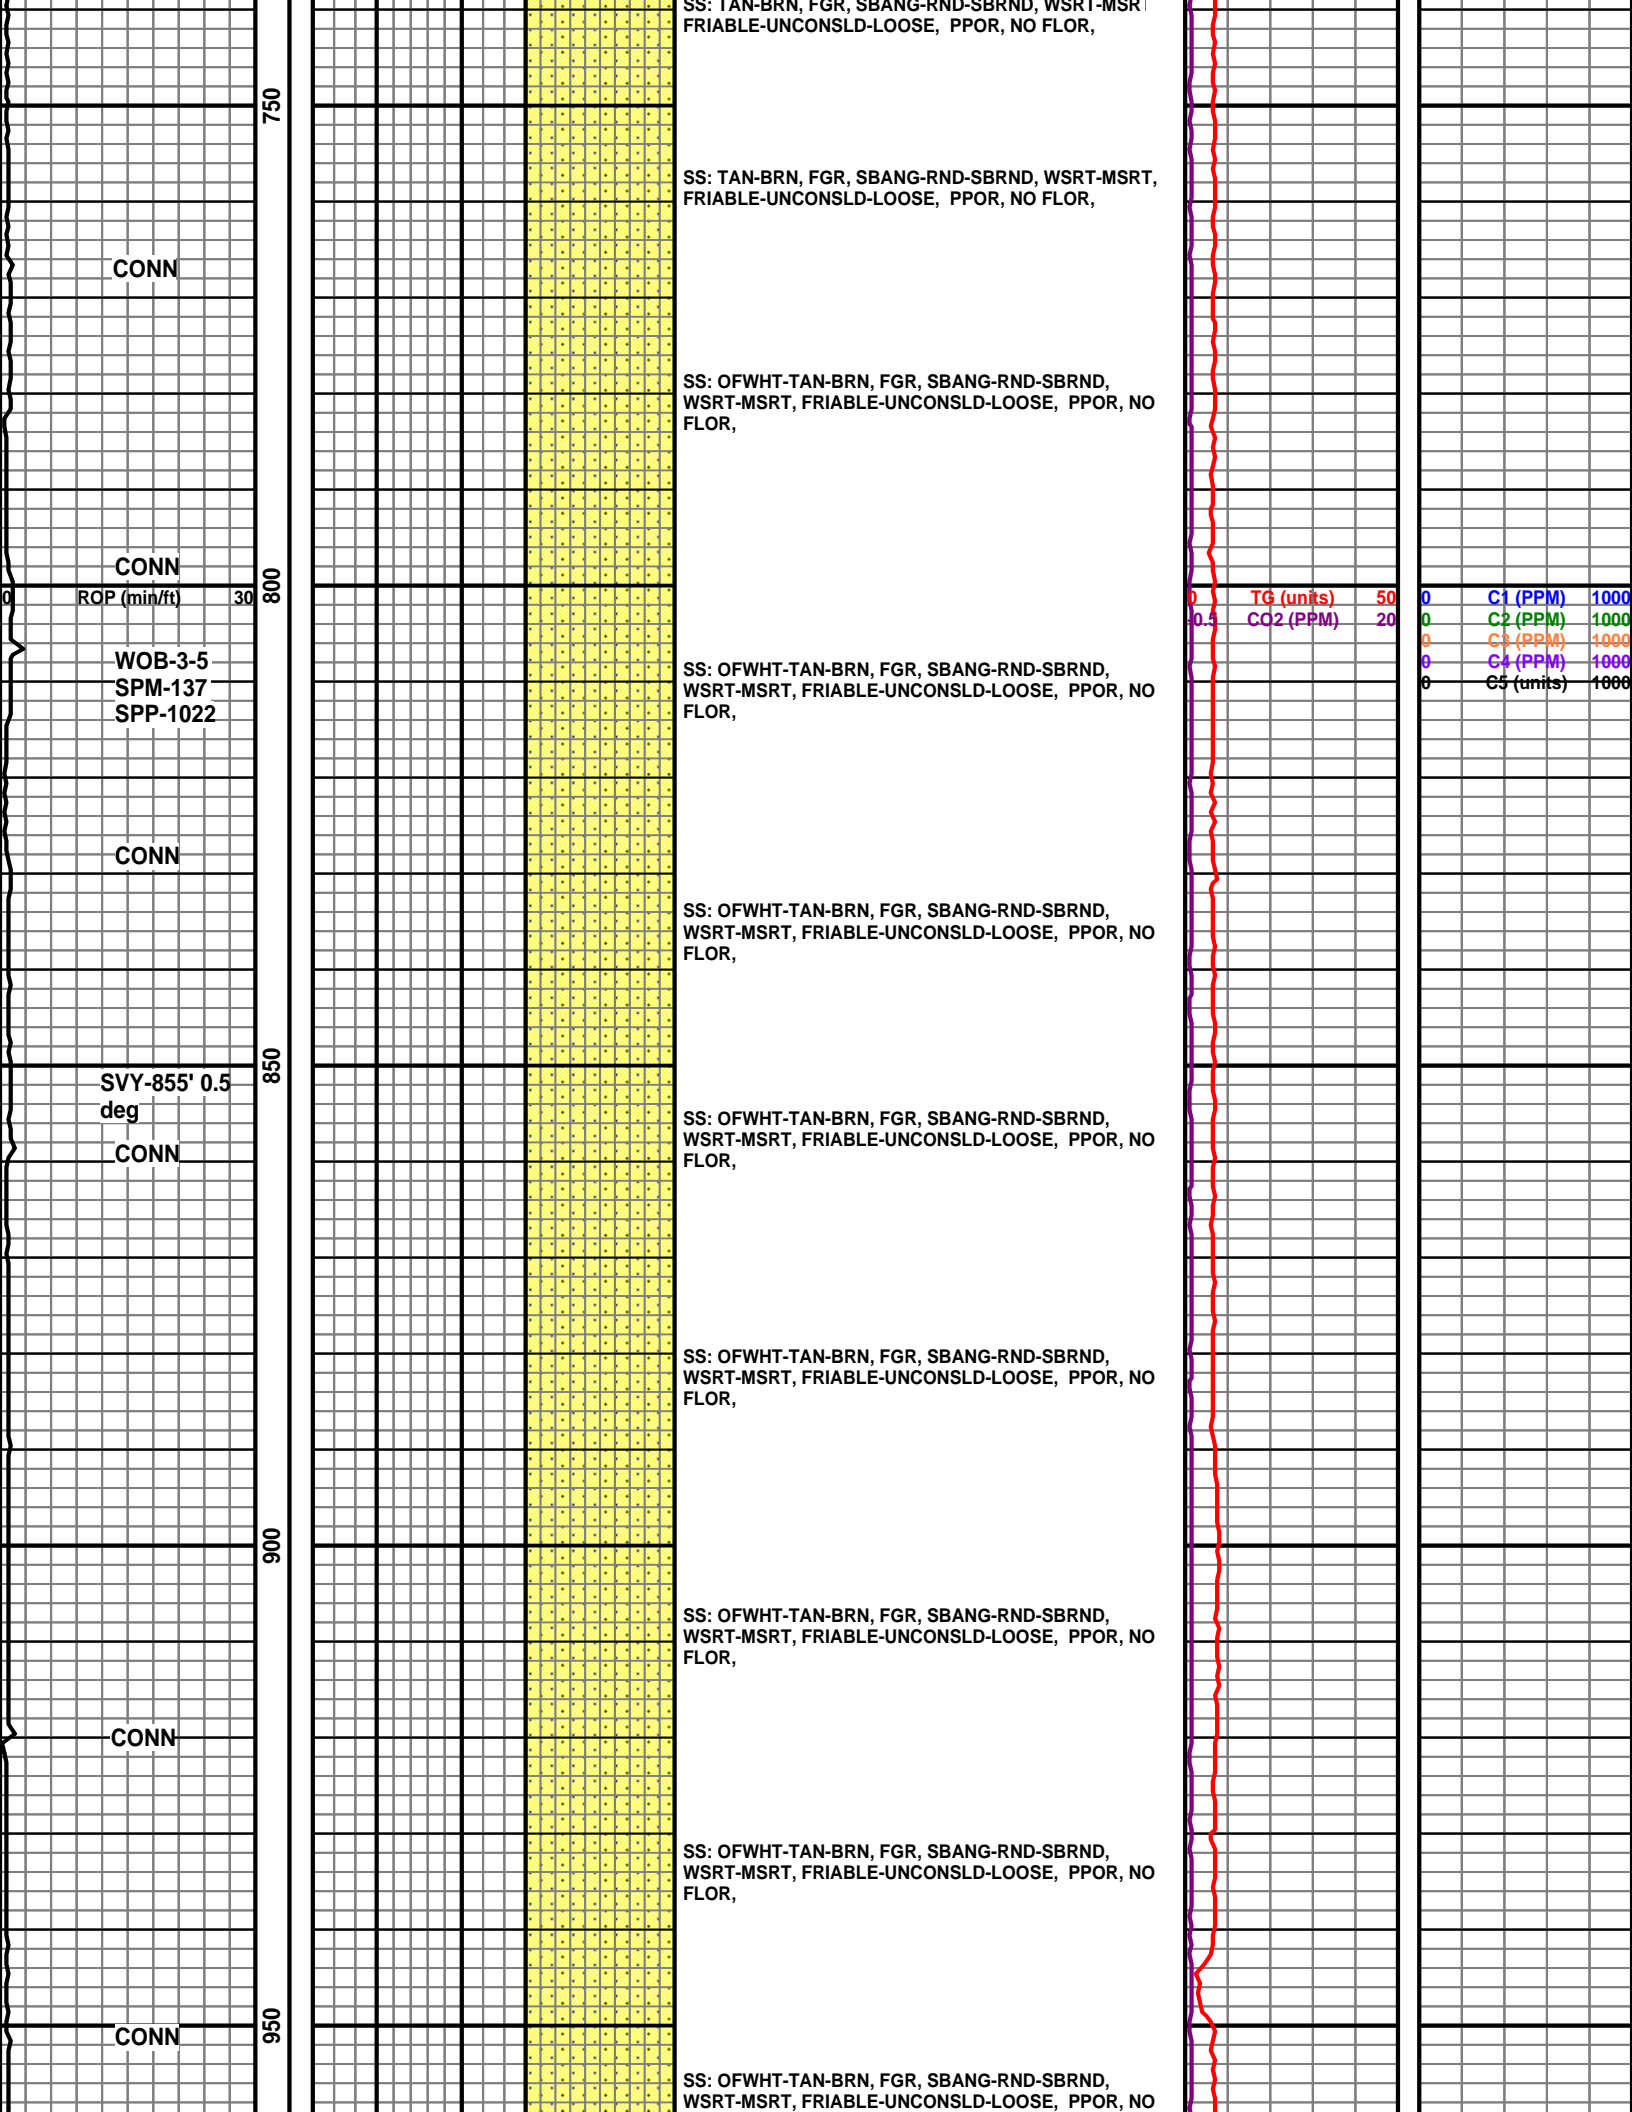 SS: TAN-BRN, FGR, SBANG-RND-SBRND, WSRT-MSRT
FRIABLE-UNCONSLD-LOOSE, PPOR, NO FLOR,
750
SS: TAN-BRN, FGR, SBANG-RND-SBRND, WSRT-MSRT,
FRIABLE-UNCONSLD-LOOSE, PPOR, NO FLOR,
CONN
SS: OFWHT-TAN-BRN, FGR, SBANG-RND-SBRND,
WSRT-MSRT, FRIABLE-UNCONSLD-LOOSE, PPOR, NO
FLOR,
CONN
800
0 ROP (min/ft) 30
0 TG (units) 50
-0.5 CO2 (PPM) 20
0 C1 (PPM) 1000
0 C2 (PPM) 1000
0 C3 (PPM) 1000
0 C4 (PPM) 1000
0 C5 (units) 1000
WOB-3-5
SPM-137
SPP-1022
SS: OFWHT-TAN-BRN, FGR, SBANG-RND-SBRND,
WSRT-MSRT, FRIABLE-UNCONSLD-LOOSE, PPOR, NO
FLOR,
CONN
SS: OFWHT-TAN-BRN, FGR, SBANG-RND-SBRND,
WSRT-MSRT, FRIABLE-UNCONSLD-LOOSE, PPOR, NO
FLOR,
850
SVY-855' 0.5
deg
CONN
SS: OFWHT-TAN-BRN, FGR, SBANG-RND-SBRND,
WSRT-MSRT, FRIABLE-UNCONSLD-LOOSE, PPOR, NO
FLOR,
SS: OFWHT-TAN-BRN, FGR, SBANG-RND-SBRND,
WSRT-MSRT, FRIABLE-UNCONSLD-LOOSE, PPOR, NO
FLOR,
900
SS: OFWHT-TAN-BRN, FGR, SBANG-RND-SBRND,
WSRT-MSRT, FRIABLE-UNCONSLD-LOOSE, PPOR, NO
FLOR,
CONN
SS: OFWHT-TAN-BRN, FGR, SBANG-RND-SBRND,
WSRT-MSRT, FRIABLE-UNCONSLD-LOOSE, PPOR, NO
FLOR,
950
CONN
SS: OFWHT-TAN-BRN, FGR, SBANG-RND-SBRND,
WSRT-MSRT, FRIABLE-UNCONSLD-LOOSE, PPOR, NO